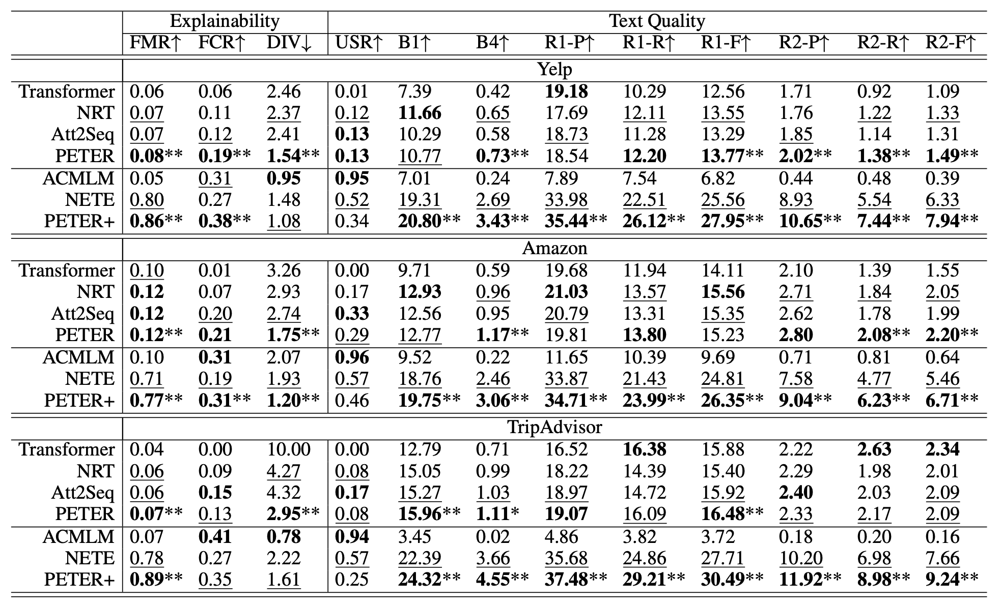 Explainability Text Quality
FMR↑ FCR↑ DIV↓ USR↑ B1↑ B4↑ R1-P↑ R1-R↑ R1-F↑ R2-P↑ R2-R↑ R2-F↑
Yelp
Transformer 0.06 0.06 2.46 0.01 7.39 0.42 19.18 10.29 12.56 1.71 0.92 1.09
NRT 0.07 0.11 2.37 0.12 11.66 0.65 17.69 12.11 13.55 1.76 1.22 1.33
Att2Seq 0.07 0.12 2.41 0.13 10.29 0.58 18.73 11.28 13.29 1.85 1.14 1.31
PETER 0.08** 0.19** 1.54** 0.13 10.77 0.73** 18.54 12.20 13.77** 2.02** 1.38** 1.49**
ACMLM 0.05 0.31 0.95 0.95 7.01 0.24 7.89 7.54 6.82 0.44 0.48 0.39
NETE 0.80 0.27 1.48 0.52 19.31 2.69 33.98 22.51 25.56 8.93 5.54 6.33
PETER+ 0.86** 0.38** 1.08 0.34 20.80** 3.43** 35.44** 26.12** 27.95** 10.65** 7.44** 7.94**
Amazon
Transformer 0.10 0.01 3.26 0.00 9.71 0.59 19.68 11.94 14.11 2.10 1.39 1.55
NRT 0.12 0.07 2.93 0.17 12.93 0.96 21.03 13.57 15.56 2.71 1.84 2.05
Att2Seq 0.12 0.20 2.74 0.33 12.56 0.95 20.79 13.31 15.35 2.62 1.78 1.99
PETER 0.12** 0.21 1.75** 0.29 12.77 1.17** 19.81 13.80 15.23 2.80 2.08** 2.20**
ACMLM 0.10 0.31 2.07 0.96 9.52 0.22 11.65 10.39 9.69 0.71 0.81 0.64
NETE 0.71 0.19 1.93 0.57 18.76 2.46 33.87 21.43 24.81 7.58 4.77 5.46
PETER+ 0.77** 0.31** 1.20** 0.46 19.75** 3.06** 34.71** 23.99** 26.35** 9.04** 6.23** 6.71**
TripAdvisor
Transformer 0.04 0.00 10.00 0.00 12.79 0.71 16.52 16.38 15.88 2.22 2.63 2.34
NRT 0.06 0.09 4.27 0.08 15.05 0.99 18.22 14.39 15.40 2.29 1.98 2.01
Att2Seq 0.06 0.15 4.32 0.17 15.27 1.03 18.97 14.72 15.92 2.40 2.03 2.09
PETER 0.07** 0.13 2.95** 0.08 15.96** 1.11* 19.07 16.09 16.48** 2.33 2.17 2.09
ACMLM 0.07 0.41 0.78 0.94 3.45 0.02 4.86 3.82 3.72 0.18 0.20 0.16
NETE 0.78 0.27 2.22 0.57 22.39 3.66 35.68 24.86 27.71 10.20 6.98 7.66
PETER+ 0.89** 0.35 1.61 0.25 24.32** 4.55** 37.48** 29.21** 30.49** 11.92** 8.98** 9.24**